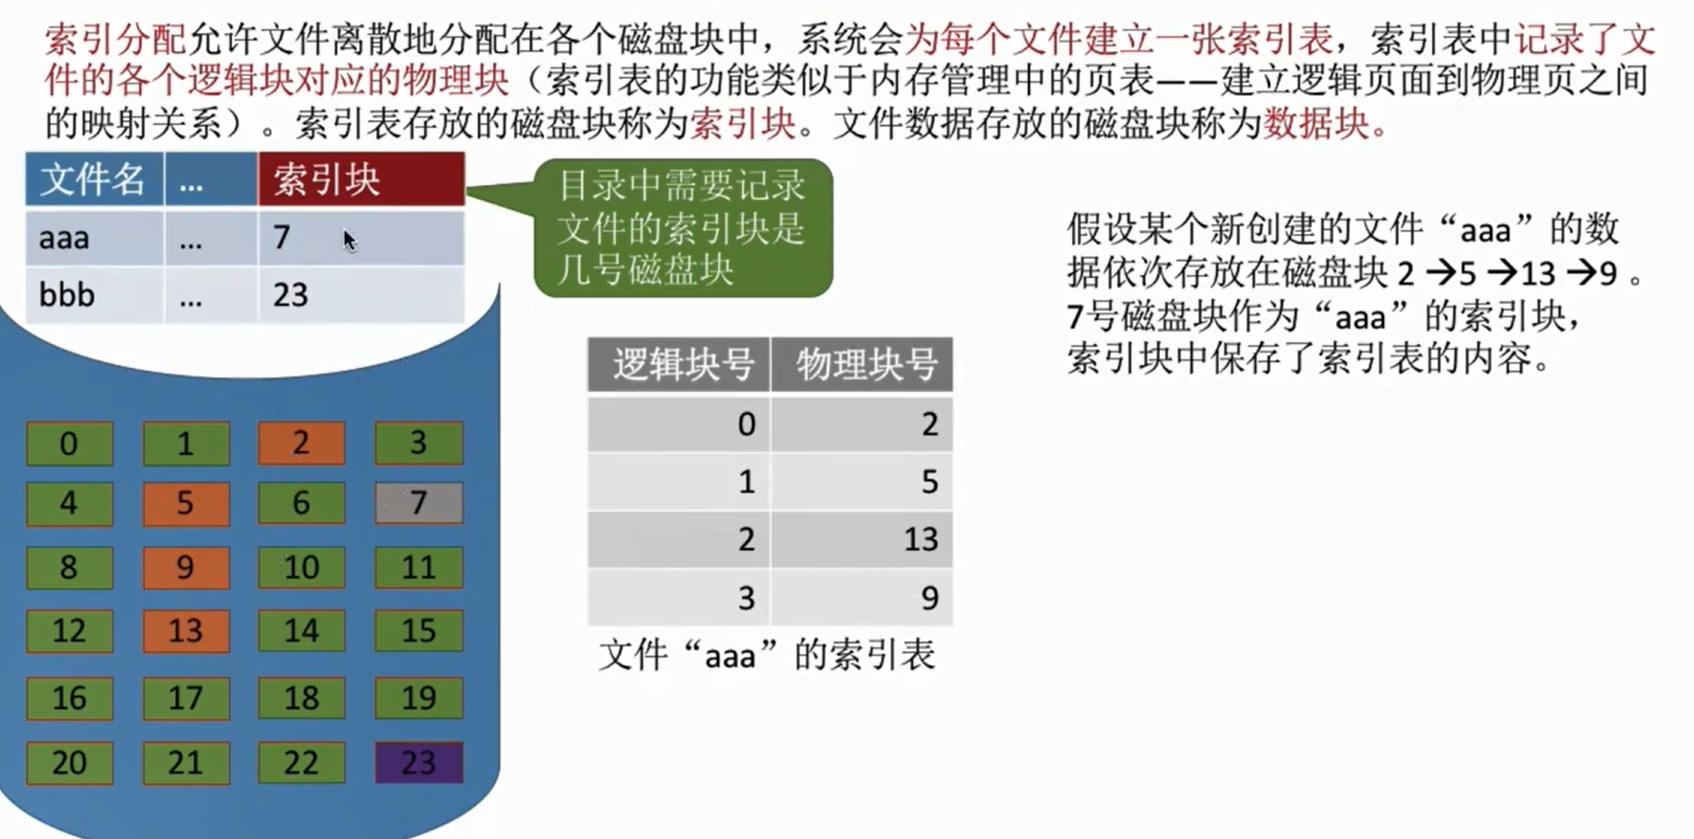 索引分配允许文件离散地分配在各个磁盘块中，系统会为每个文件建立一张索引表，索引表中记录了文
件的各个逻辑块对应的物理块（索引表的功能类似于内存管理中的页表——建立逻辑页面到物理页之间
的映射关系）。索引表存放的磁盘块称为索引块。文件数据存放的磁盘块称为数据块。
文件名 ... 索引块
aaa ... 7
bbb ... 23
目录中需要记录
文件的索引块是
几号磁盘块
假设某个新创建的文件“aaa”的数
据依次存放在磁盘块 2 →5 →13 →9 。
7号磁盘块作为“aaa”的索引块，
索引块中保存了索引表的内容。
逻辑块号 物理块号
0 2
1 5
2 13
3 9
文件“aaa”的索引表
0 1 2 3
4 5 6 7
8 9 10 11
12 13 14 15
16 17 18 19
20 21 22 23